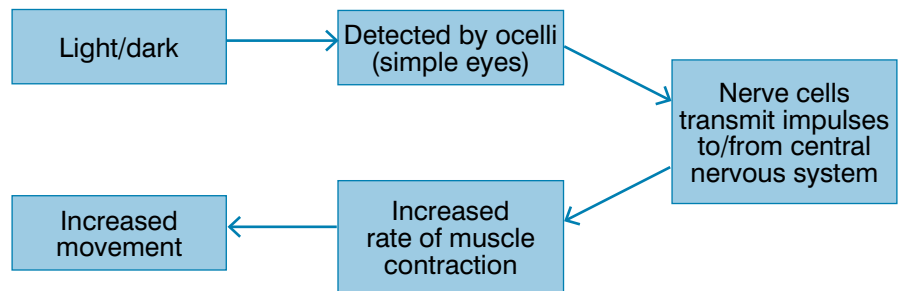 Light/dark
Detected by ocelli
(simple eyes)
Nerve cells
transmit impulses
to/from central
nervous system
Increased
rate of muscle
contraction
Increased
movement